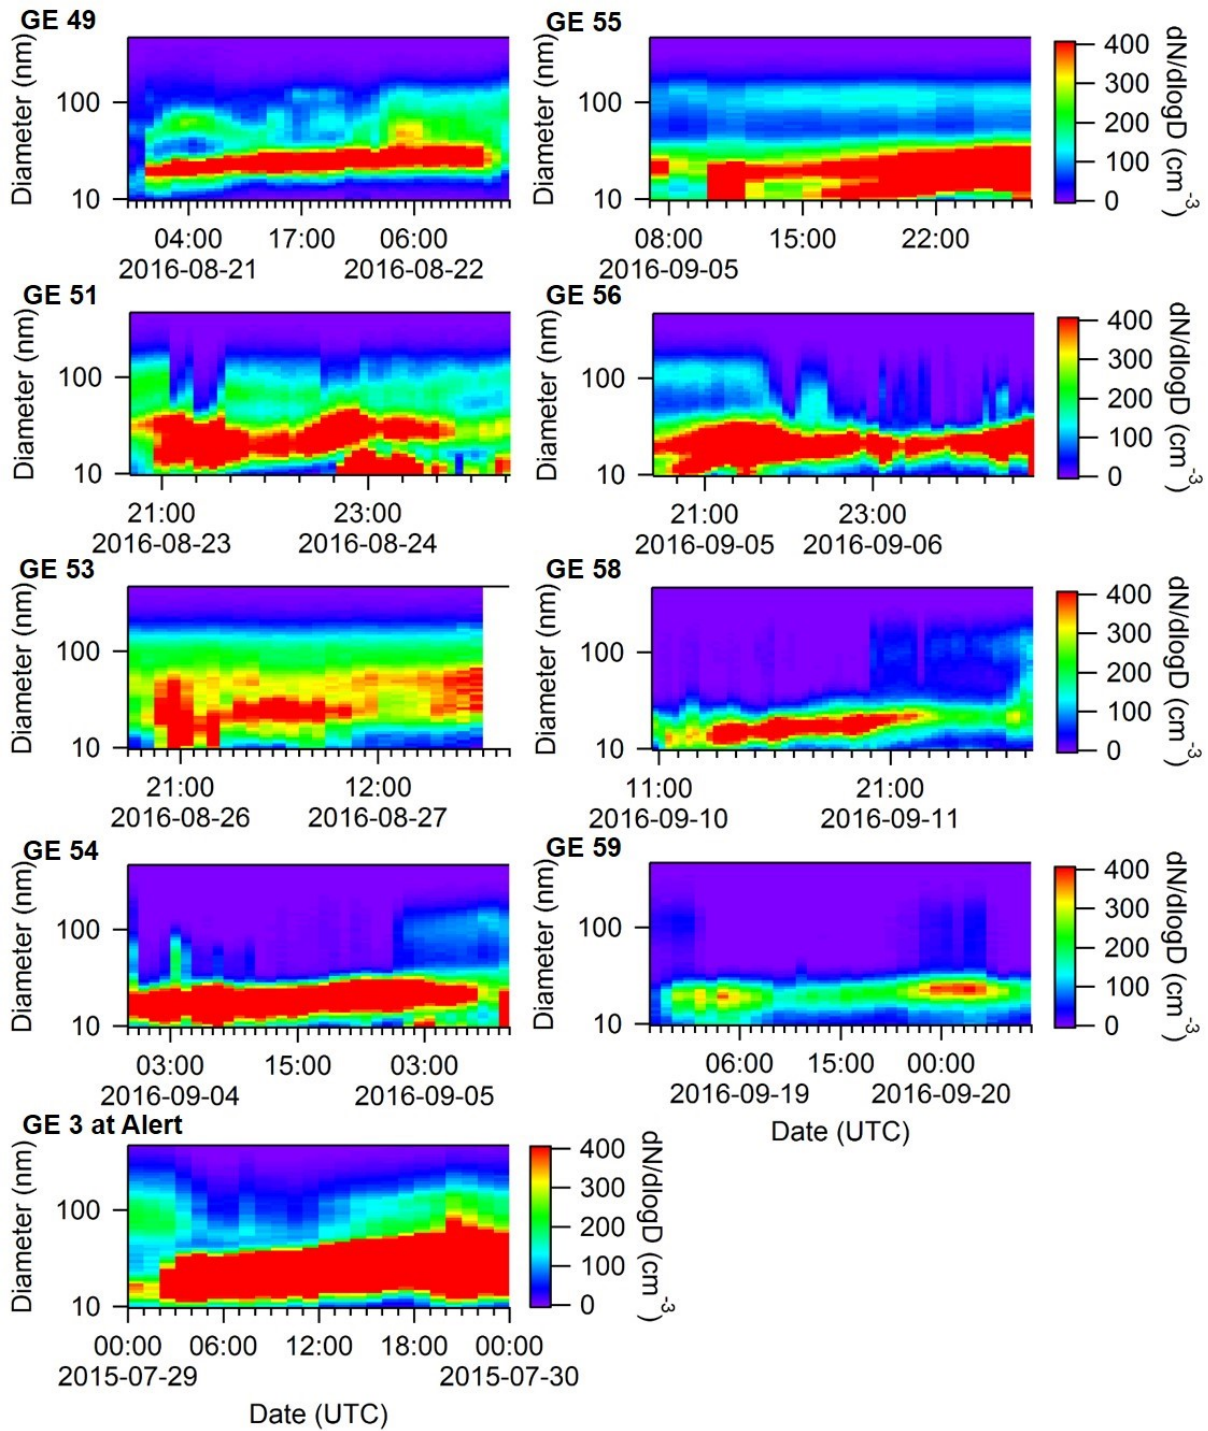 GE 49
Diameter (nm)
100
10
04:00 17:00 06:00
2016-08-21 2016-08-22
GE 55
Diameter (nm)
100
10
08:00 15:00 22:00
2016-09-05
400
300
200
100
0
dN/dlogD (cm-3)
GE 51
Diameter (nm)
100
10
21:00 23:00
2016-08-23 2016-08-24
GE 56
Diameter (nm)
100
10
21:00 23:00
2016-09-05 2016-09-06
400
300
200
100
0
dN/dlogD (cm-3)
GE 53
Diameter (nm)
100
10
21:00 12:00
2016-08-26 2016-08-27
GE 58
Diameter (nm)
100
10
11:00 21:00
2016-09-10 2016-09-11
400
300
200
100
0
dN/dlogD (cm-3)
GE 54
Diameter (nm)
100
10
03:00 15:00 03:00
2016-09-04 2016-09-05
GE 59
Diameter (nm)
100
10
06:00 15:00 00:00
2016-09-19 2016-09-20
Date (UTC)
400
300
200
100
0
dN/dlogD (cm-3)
GE 3 at Alert
Diameter (nm)
100
10
00:00 06:00 12:00 18:00 00:00
2015-07-29 2015-07-30
Date (UTC)
400
300
200
100
0
dN/dlogD (cm-3)